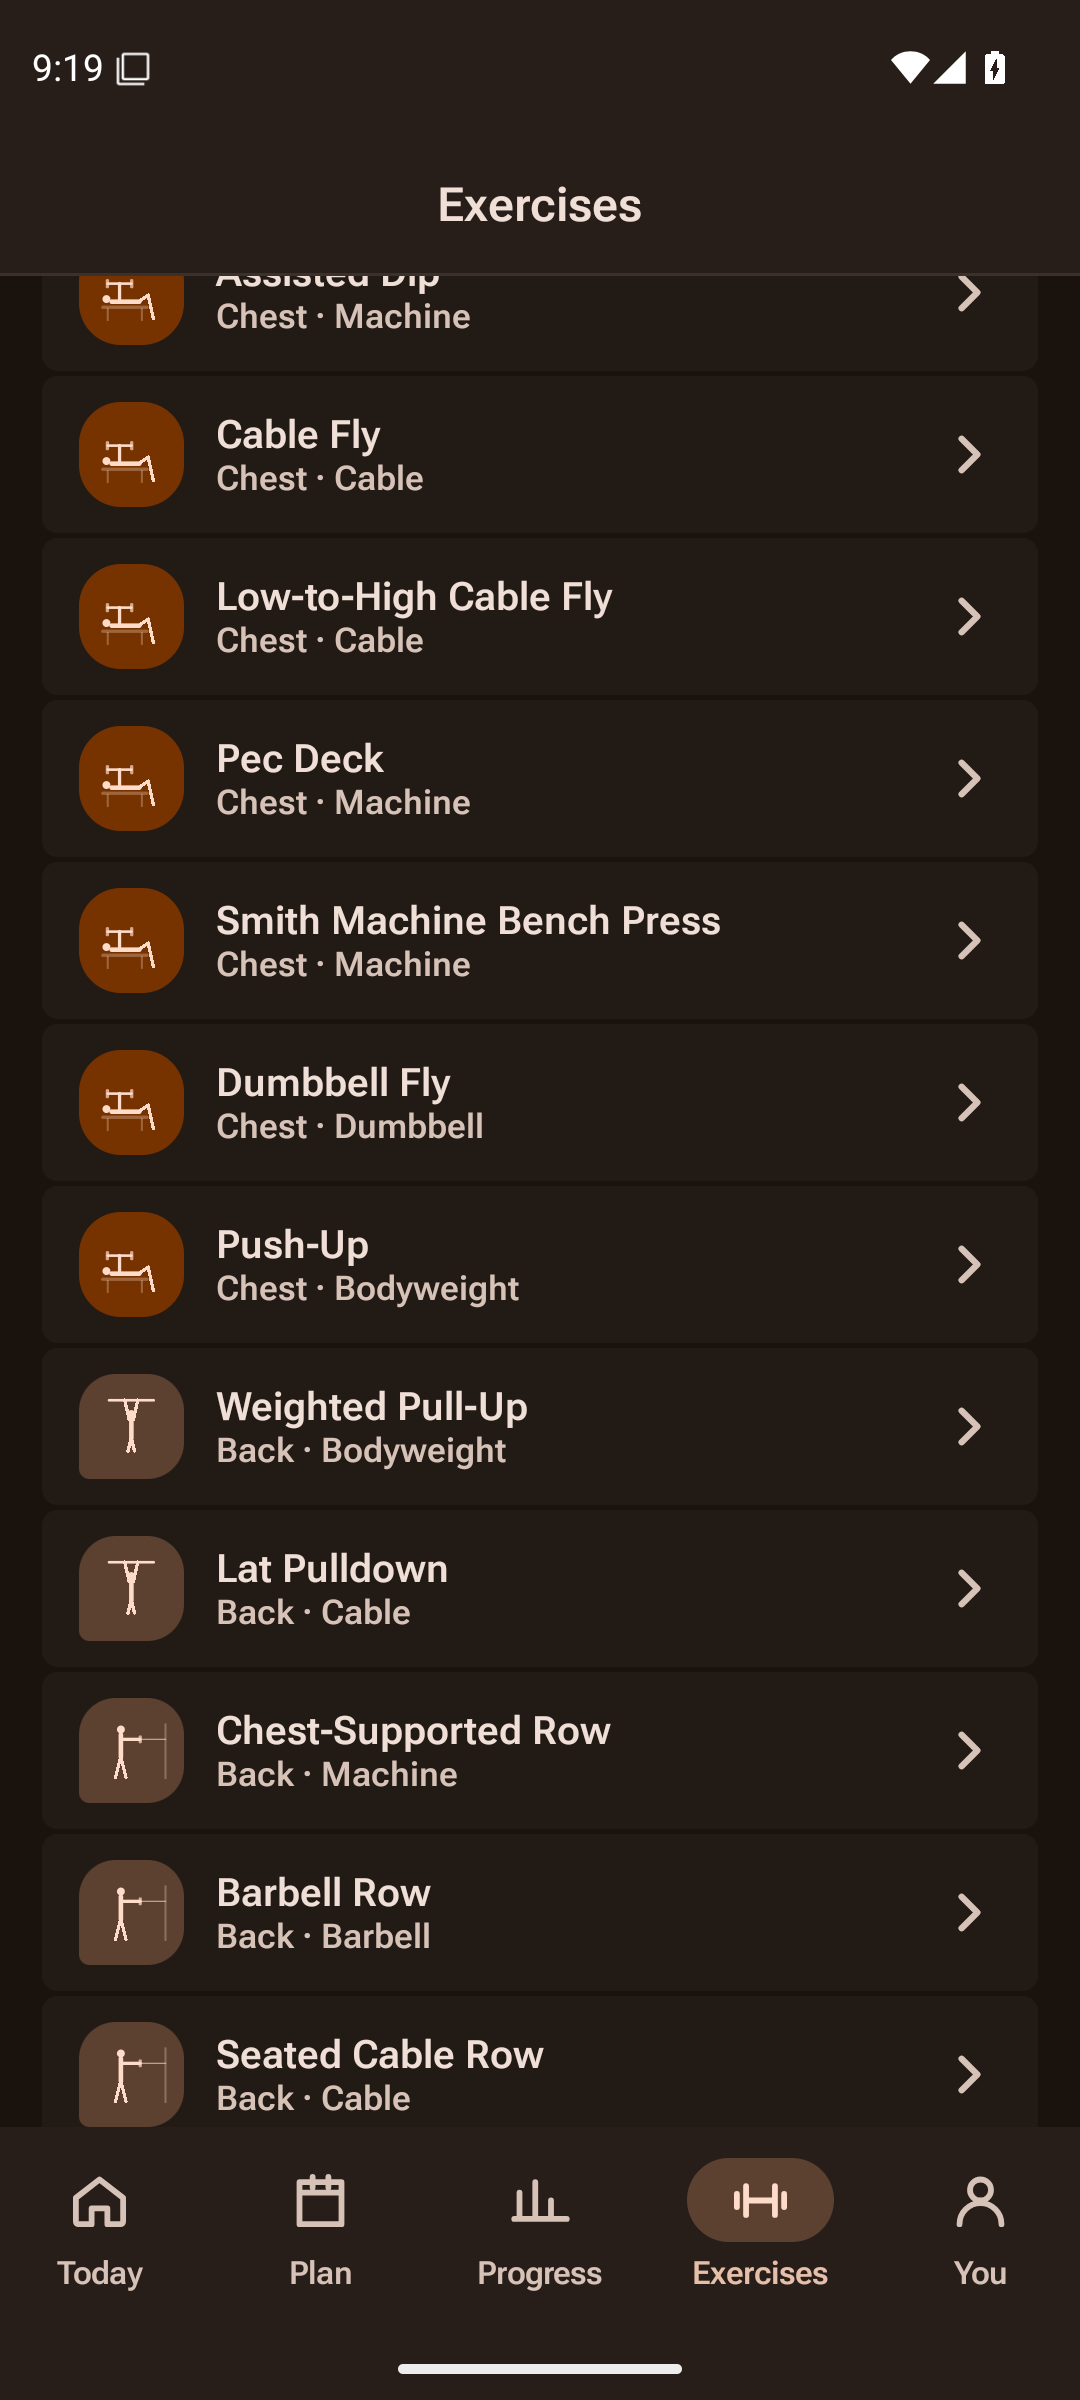 9:19
Exercises
Assisted Dip
Chest · Machine
Cable Fly
Chest · Cable
Low-to-High Cable Fly
Chest · Cable
Pec Deck
Chest · Machine
Smith Machine Bench Press
Chest · Machine
Dumbbell Fly
Chest · Dumbbell
Push-Up
Chest · Bodyweight
Weighted Pull-Up
Back · Bodyweight
Lat Pulldown
Back · Cable
Chest-Supported Row
Back · Machine
Barbell Row
Back · Barbell
Seated Cable Row
Back · Cable
Today
Plan
Progress
Exercises
You